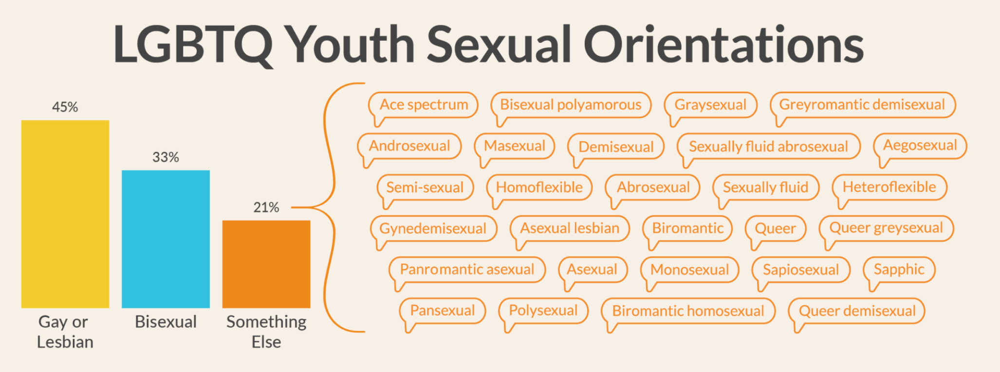 LGBTQ Youth Sexual Orientations
45%
33%
21%
Gay or
Lesbian
Bisexual
Something
Else
Ace spectrum
Bisexual polyamorous
Graysexual
Greyromantic demisexual
Androsexual
Masexual
Demisexual
Sexually fluid abrosexual
Aegosexual
Semi-sexual
Homoflexible
Abrosexual
Sexually fluid
Heteroflexible
Gynedemisexual
Asexual lesbian
Biromantic
Queer
Queer greysexual
Panromantic asexual
Asexual
Monosexual
Sapiosexual
Sapphic
Pansexual
Polysexual
Biromantic homosexual
Queer demisexual